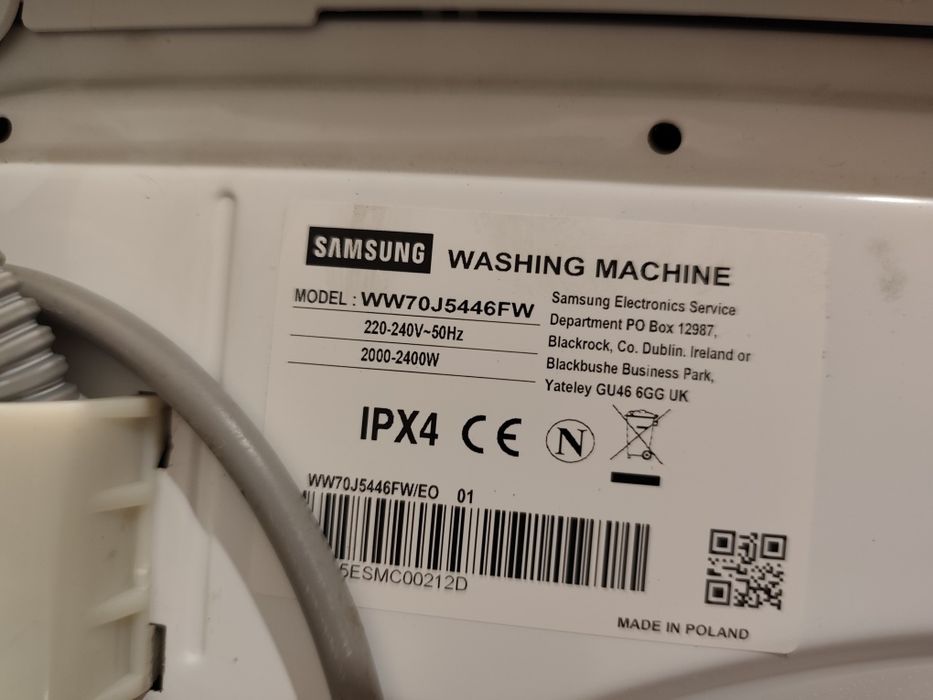 SAMSUNG WASHING MACHINE
MODEL : WW70J5446FW
220-240V~50Hz
2000-2400W
Samsung Electronics Service
Department PO Box 12987,
Blackrock, Co. Dublin. Ireland or
Blackbushe Business Park,
Yateley GU46 6GG UK
IPX4 CE N
WW70J5446FW/EO 01
5ESMC00212D
MADE IN POLAND